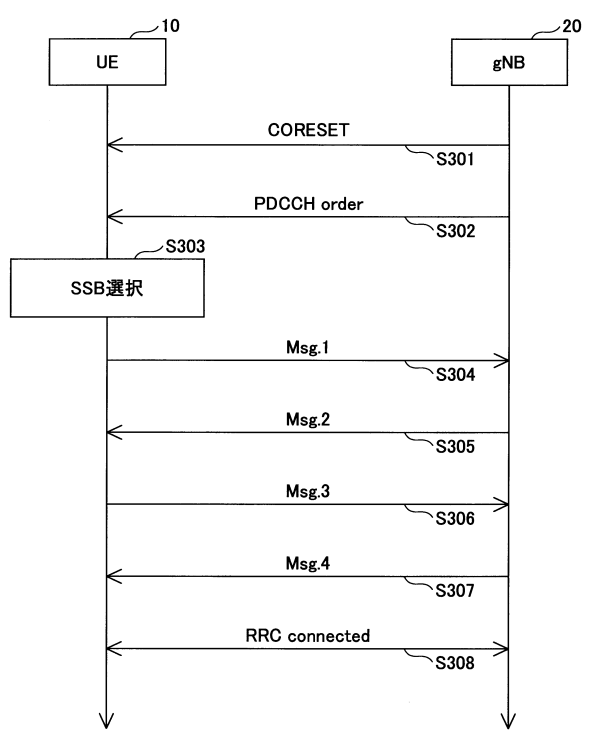 10
UE
20
gNB
CORESET
S301
PDCCH order
S302
S303
SSB選択
Msg.1
S304
Msg.2
S305
Msg.3
S306
Msg.4
S307
RRC connected
S308